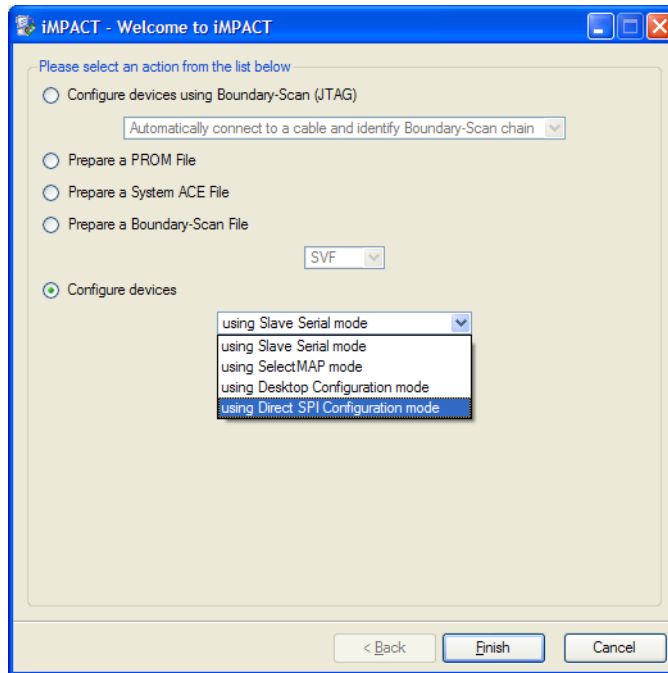 iMPACT - Welcome to iMPACT
Please select an action from the list below
Configure devices using Boundary-Scan (JTAG)
Automatically connect to a cable and identify Boundary-Scan chain
Prepare a PROM File
Prepare a System ACE File
Prepare a Boundary-Scan File
SVF
Configure devices
using Slave Serial mode
using Slave Serial mode
using SelectMAP mode
using Desktop Configuration mode
using Direct SPI Configuration mode
< Back Finish Cancel